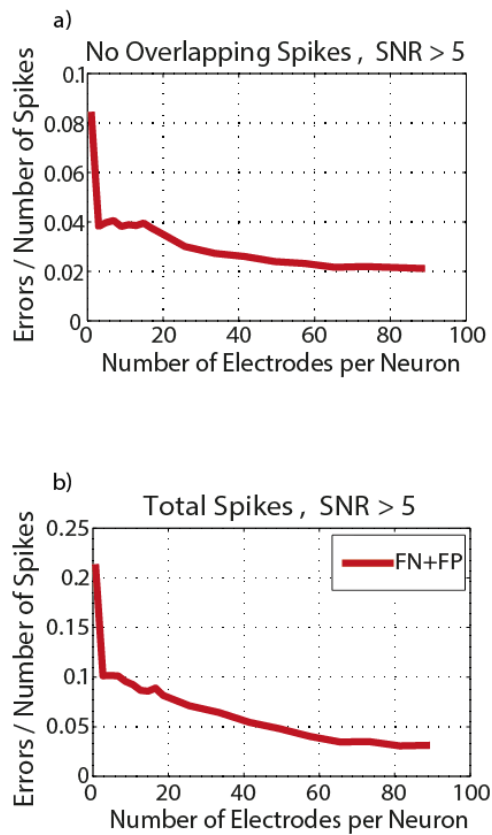 a)
No Overlapping Spikes , SNR > 5
Errors / Number of Spikes
0.1
0.08
0.06
0.04
0.02
0
0 20 40 60 80 100
Number of Electrodes per Neuron
b)
Total Spikes , SNR > 5
Errors / Number of Spikes
0.25
0.2
0.15
0.1
0.05
0
FN+FP
0 20 40 60 80 100
Number of Electrodes per Neuron